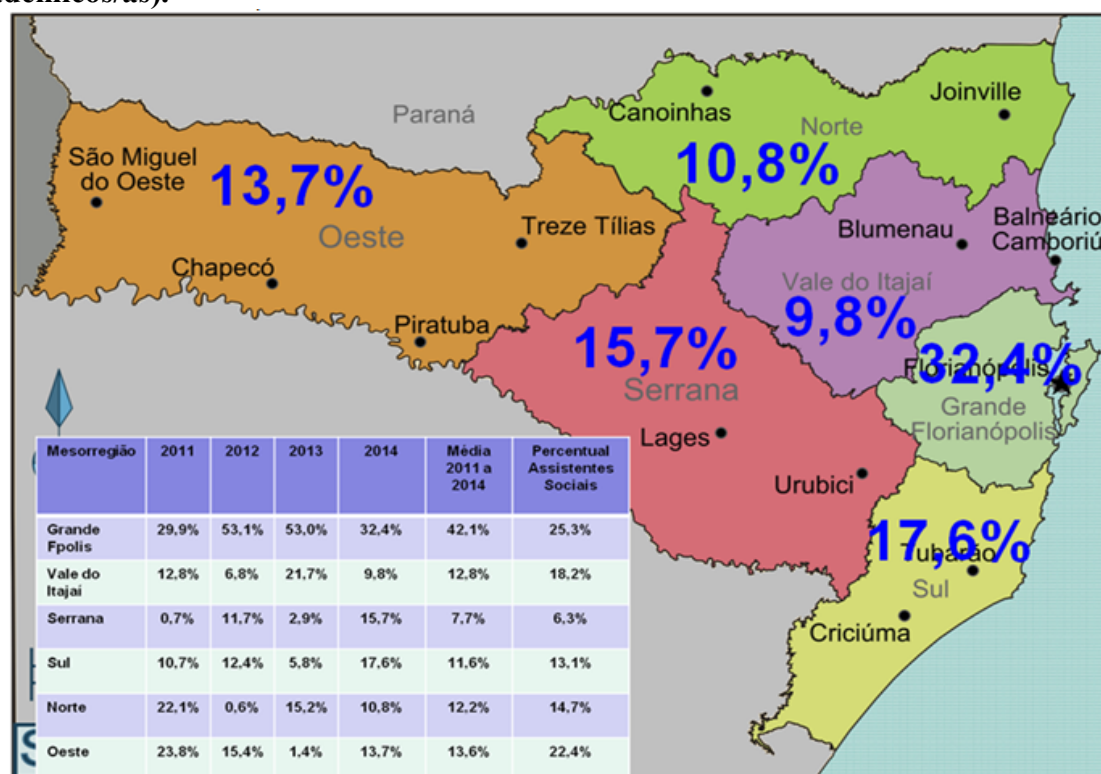 Paraná
Canoinhas
Joinville
Norte
10,8%
São Miguel
do Oeste
13,7%
Oeste
Treze Tílias
Chapecó
Piratuba
Blumenau
Balneário
Camboriú
Vale do Itajaí
9,8%
15,7%
Serrana
Lages
Urubici
Florianópolis
32,4%
Grande
Florianópolis
17,6%
Tubarão
Sul
Criciúma
Mesorregião 2011 2012 2013 2014 Média 2011 a 2014 Percentual Assistentes Sociais
Grande Fpolis 29,9% 53,1% 53,0% 32,4% 42,1% 25,3%
Vale do Itajaí 12,8% 6,8% 21,7% 9,8% 12,8% 18,2%
Serrana 0,7% 11,7% 2,9% 15,7% 7,7% 6,3%
Sul 10,7% 12,4% 5,8% 17,6% 11,6% 13,1%
Norte 22,1% 0,6% 15,2% 10,8% 12,2% 14,7%
Oeste 23,8% 15,4% 1,4% 13,7% 13,6% 22,4%